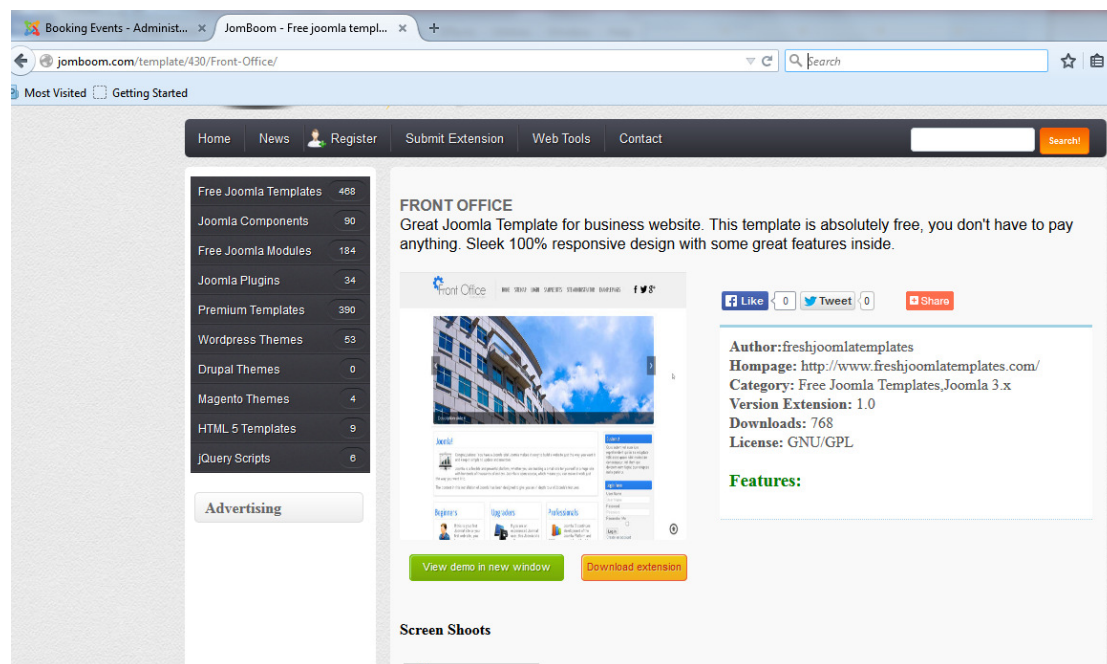 Booking Events - Administ...
JomBoom - Free joomla templ...
jomboom.com/template/430/Front-Office/
Search
Most Visited
Getting Started
Home
News
Register
Submit Extension
Web Tools
Contact
Search!
Free Joomla Templates 468
Joomla Components 90
Free Joomla Modules 184
Joomla Plugins 34
Premium Templates 390
Wordpress Themes 53
Drupal Themes 0
Magento Themes 4
HTML 5 Templates 9
jQuery Scripts 6
Advertising
FRONT OFFICE
Great Joomla Template for business website. This template is absolutely free, you don't have to pay
anything. Sleek 100% responsive design with some great features inside.
Front Office
Joomla!
Beginners
Upgraders
Professionals
View demo in new window
Download extension
Like 0
Tweet 0
Share
Author:freshjoomlatemplates
Hompage: http://www.freshjoomlatemplates.com/
Category: Free Joomla Templates,Joomla 3.x
Version Extension: 1.0
Downloads: 768
License: GNU/GPL
Features:
Screen Shoots